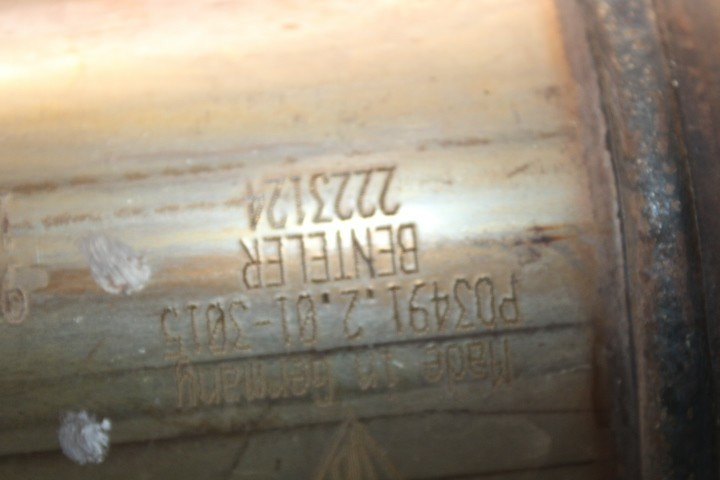 Made in Germany
P03491.2.01-3015
BENTELER
2223124